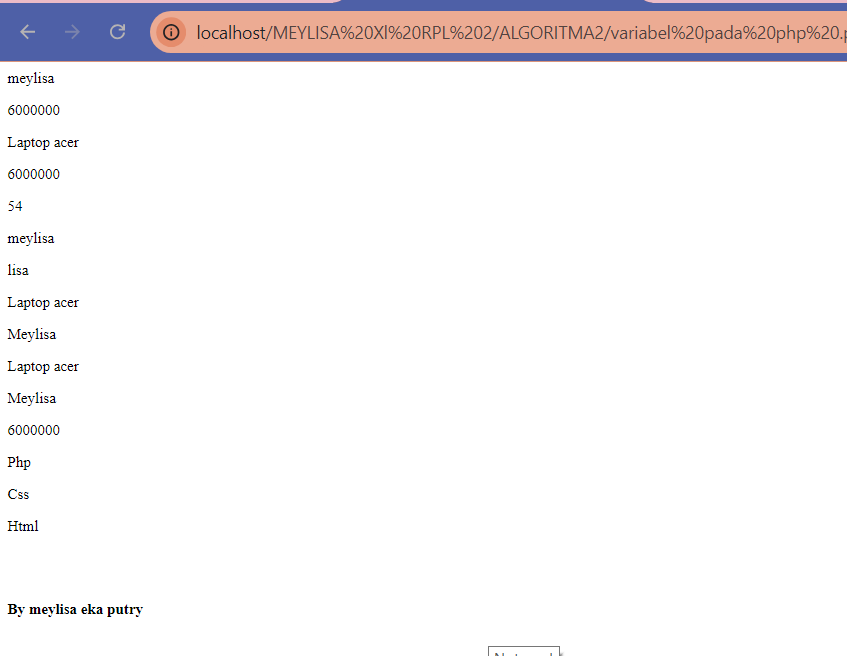 localhost/MEYLISA%20XI%20RPL%202/ALGORITMA2/variabel%20pada%20php%20.p
meylisa
6000000
Laptop acer
6000000
54
meylisa
lisa
Laptop acer
Meylisa
Laptop acer
Meylisa
6000000
Php
Css
Html
By meylisa eka putry